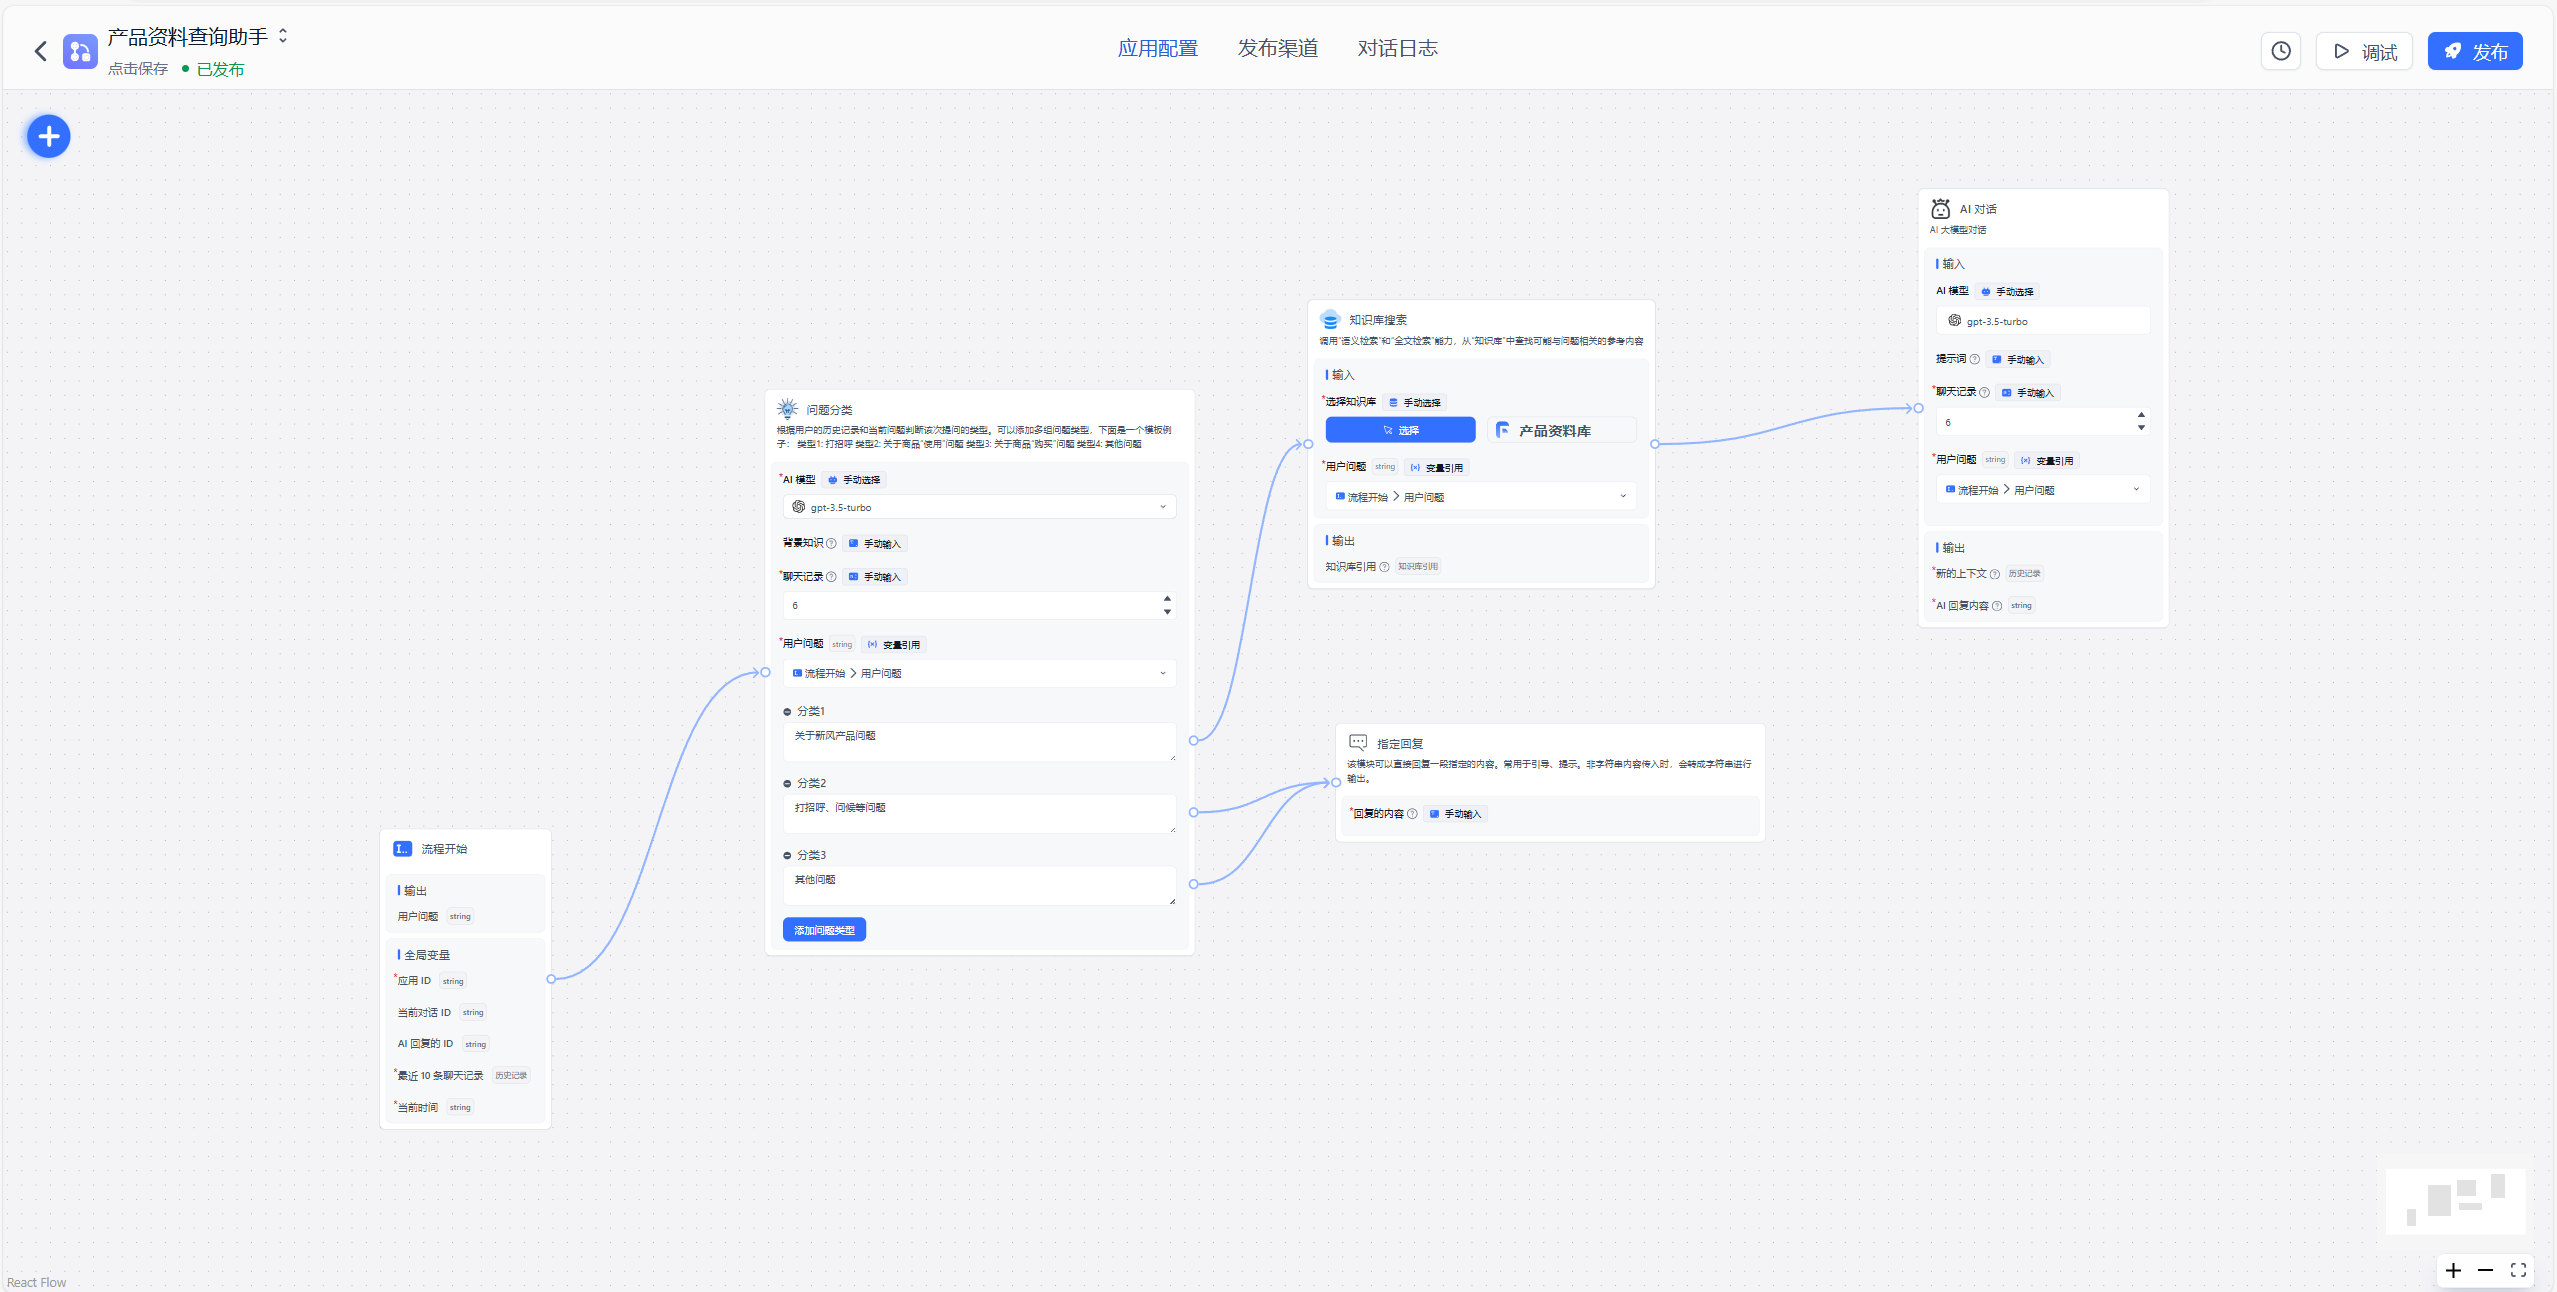 产品资料查询助手
点击保存 已发布
应用配置 发布渠道 对话日志
调试
发布
流程开始
输出
用户问题 string
全局变量
*应用 ID string
当前对话 ID string
AI 回复的 ID string
*最近 10 条聊天记录 历史记录
*当前时间 string
问题分类
根据用户的历史记录和当前问题判断该次提问的类型。可以添加多组问题类型，下面是一个模板例
子： 类型1: 打招呼 类型2: 关于商品"使用"问题 类型3: 关于商品"购买"问题 类型4: 其他问题
*AI 模型 手动选择
gpt-3.5-turbo
背景知识 手动输入
*聊天记录 手动输入
6
*用户问题 string 变量引用
流程开始 > 用户问题
分类1
关于新风产品问题
分类2
打招呼、问候等问题
分类3
其他问题
添加问题类型
知识库搜索
调用"语义检索"和"全文检索"能力，从"知识库"中查找可能与问题相关的参考内容
输入
*选择知识库 手动选择
选择 产品资料库
*用户问题 string 变量引用
流程开始 > 用户问题
输出
知识库引用 知识库引用
指定回复
该模块可以直接回复一段指定的内容。常用于引导、提示。非字符串内容传入时，会转成字符串进行
输出。
*回复的内容 手动输入
AI 对话
AI 大模型对话
输入
AI 模型 手动选择
gpt-3.5-turbo
提示词 手动输入
*聊天记录 手动输入
6
*用户问题 string 变量引用
流程开始 > 用户问题
输出
*新的上下文 历史记录
*AI 回复内容 string
React Flow